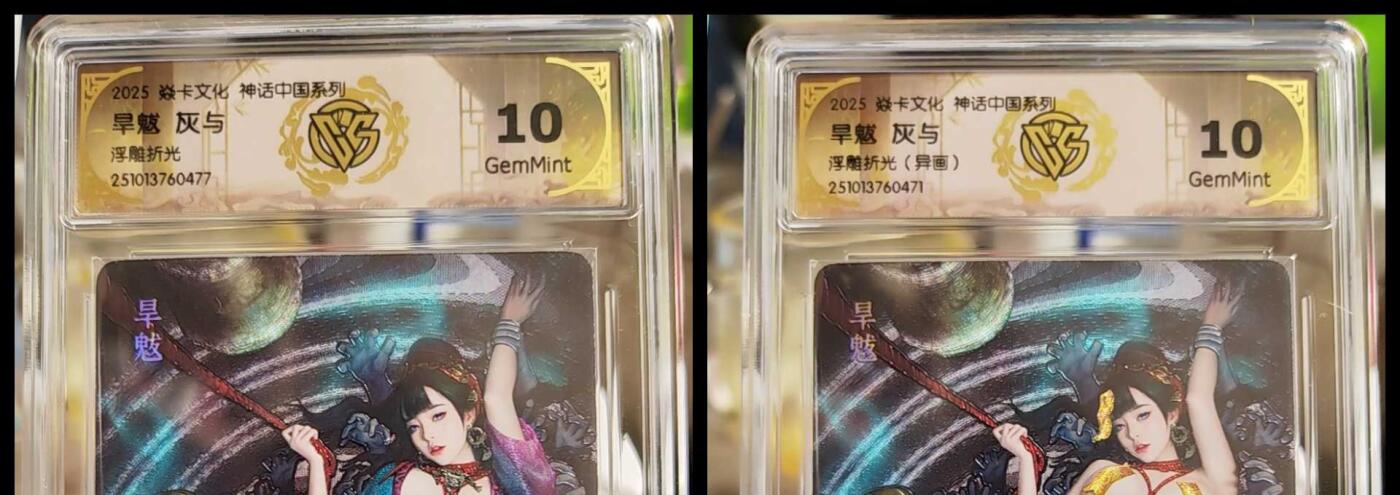 2025 焱卡文化 神话中国系列
旱魃 灰与
浮雕折光
251013760477
10
GemMint
旱魃
2025 焱卡文化 神话中国系列
旱魃 灰与
浮雕折光（异画）
251013760471
10
GemMint
旱魃